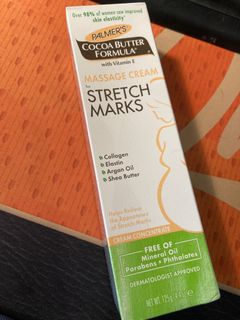 Over 98% of women saw improved
skin elasticity*
PALMER'S
COCOA BUTTER
FORMULA®
with Vitamin E
MASSAGE CREAM
for
STRETCH
MARKS
Collagen
Elastin
Argan Oil
Shea Butter
Helps Reduce
the Appearance
of Stretch Marks
CREAM CONCENTRATE
FREE OF
Mineral Oil
Parabens • Phthalates
DERMATOLOGIST APPROVED
NET WT. 125g